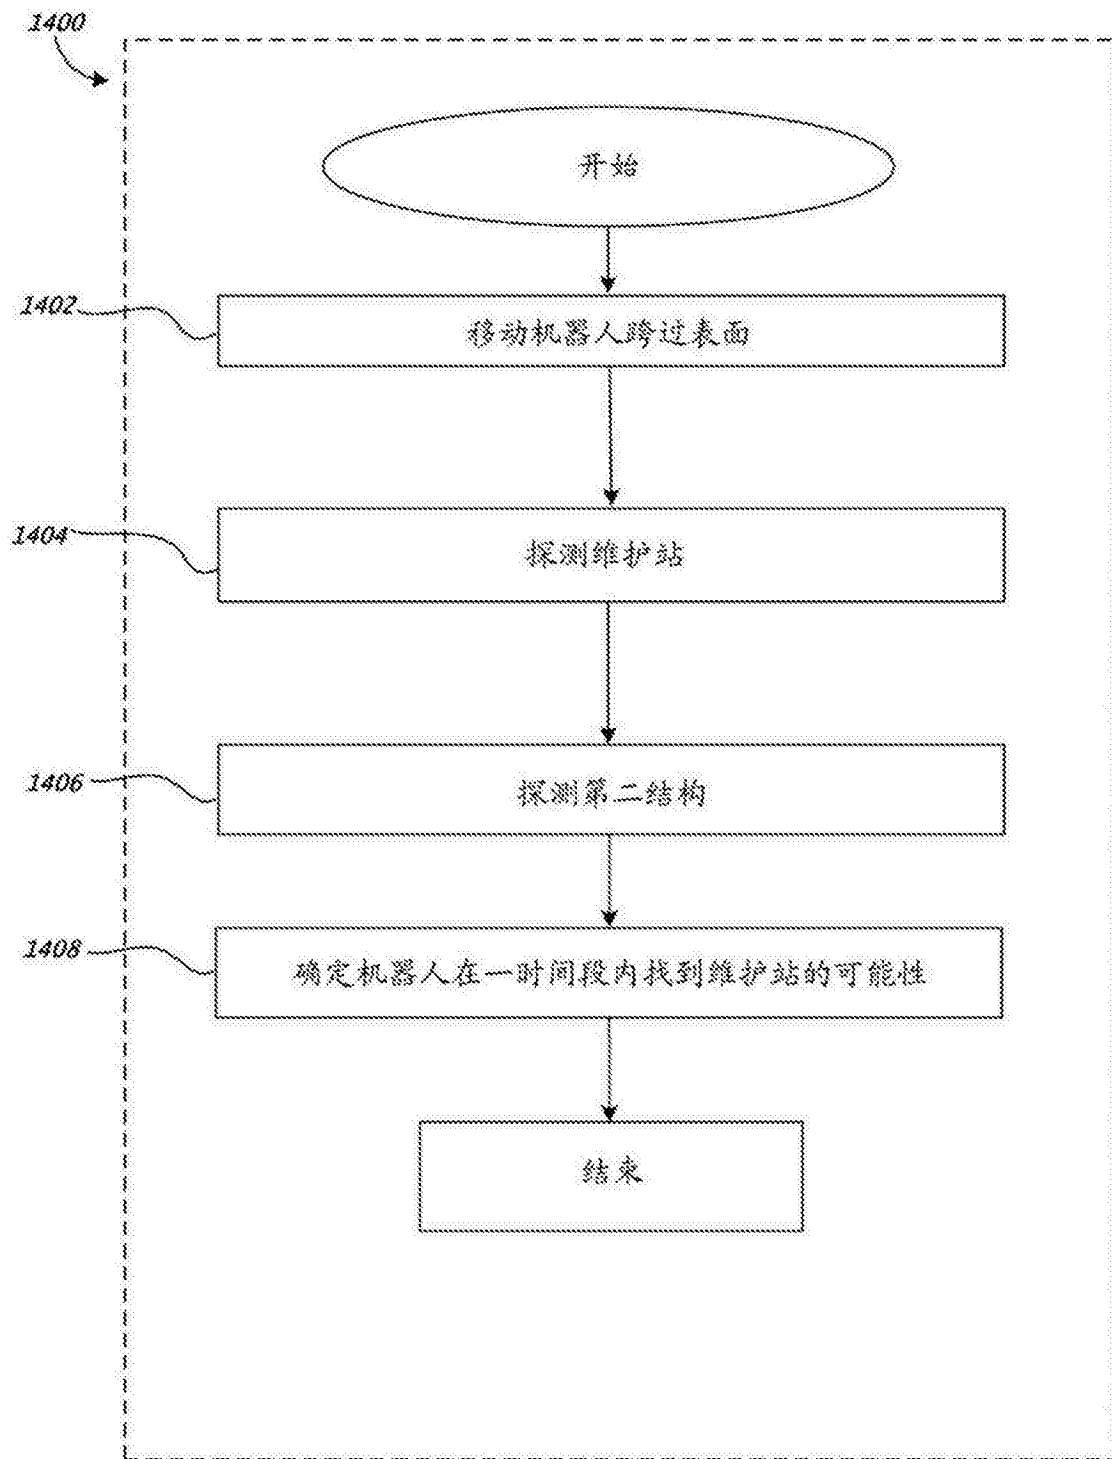 1400
开始
1402
移动机器人跨过表面
1404
探测维护站
1406
探测第二结构
1408
确定机器人在一时间段内找到维护站的可能性
结束